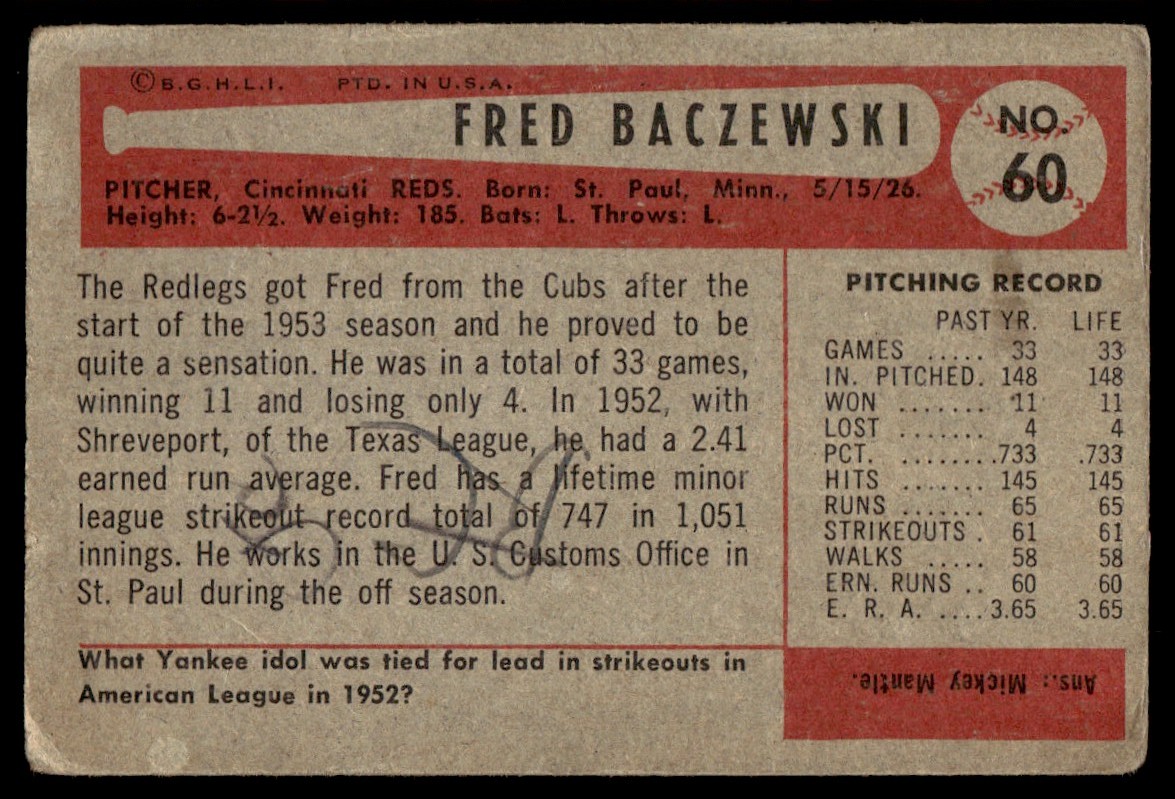 © B.G.H.L.I. PTD. IN U.S.A.
FRED BACZEWSKI
NO.
60
PITCHER, Cincinnati REDS. Born: St. Paul, Minn., 5/15/26.
Height: 6-2½. Weight: 185. Bats: L. Throws: L.
The Redlegs got Fred from the Cubs after the
start of the 1953 season and he proved to be
quite a sensation. He was in a total of 33 games,
winning 11 and losing only 4. In 1952, with
Shreveport, of the Texas League, he had a 2.41
earned run average. Fred has a lifetime minor
league strikeout record total of 747 in 1,051
innings. He works in the U. S. Customs Office in
St. Paul during the off season.
PITCHING RECORD
PAST YR. LIFE
GAMES ..... 33 33
IN. PITCHED. 148 148
WON ....... 11 11
LOST ....... 4 4
PCT. ........ .733 .733
HITS ....... 145 145
RUNS ....... 65 65
STRIKEOUTS . 61 61
WALKS ..... 58 58
ERN. RUNS .. 60 60
E. R. A. .... 3.65 3.65
What Yankee idol was tied for lead in strikeouts in
American League in 1952?
Ans.: Mickey Mantle.